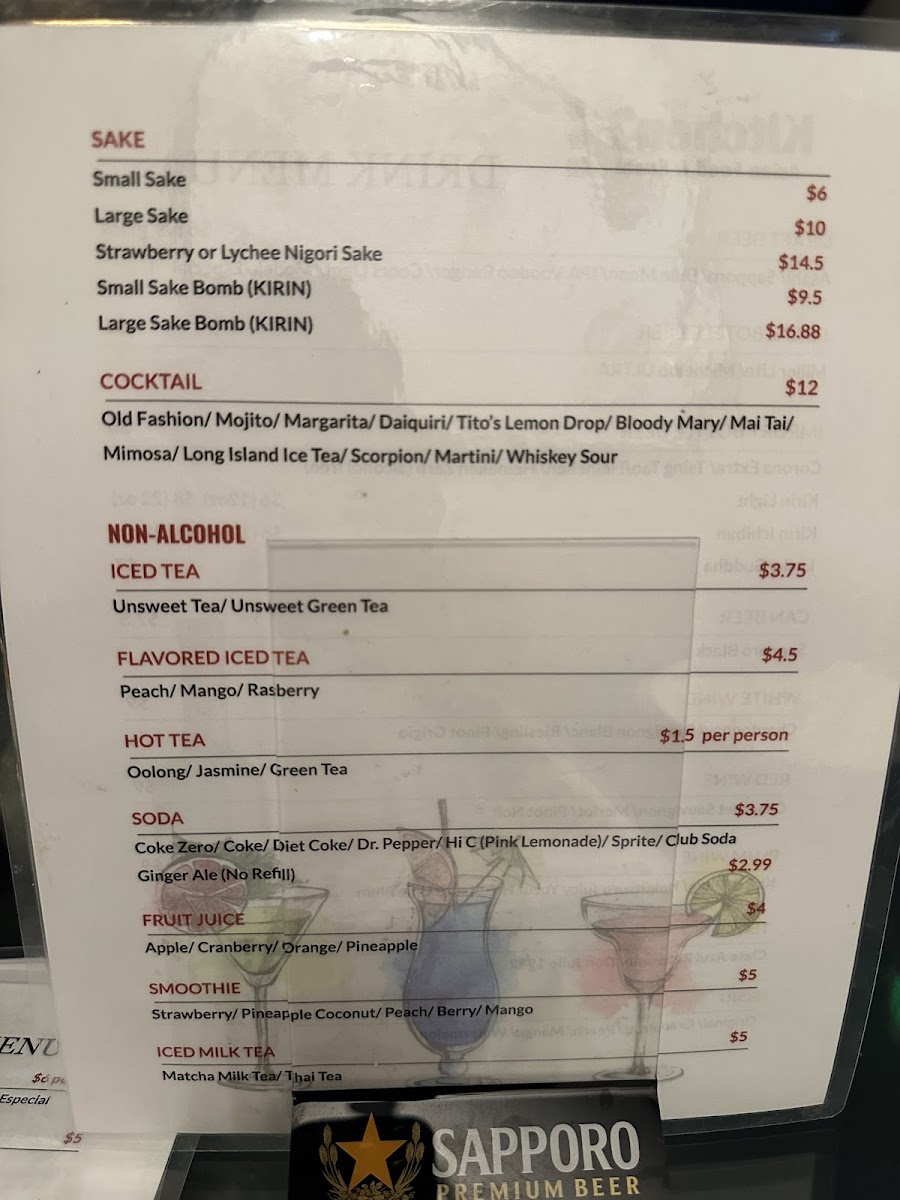 SAKE
Small Sake $6
Large Sake $10
Strawberry or Lychee Nigori Sake $14.5
Small Sake Bomb (KIRIN) $9.5
Large Sake Bomb (KIRIN) $16.88
COCKTAIL $12
Old Fashion/ Mojito/ Margarita/ Daiquiri/ Tito's Lemon Drop/ Bloody Mary/ Mai Tai/
Mimosa/ Long Island Ice Tea/ Scorpion/ Martini/ Whiskey Sour
NON-ALCOHOL
ICED TEA $3.75
Unsweet Tea/ Unsweet Green Tea
FLAVORED ICED TEA $4.5
Peach/ Mango/ Rasberry
HOT TEA $1.5 per person
Oolong/ Jasmine/ Green Tea
SODA $3.75
Coke Zero/ Coke/ Diet Coke/ Dr. Pepper/ Hi C (Pink Lemonade)/ Sprite/ Club Soda
Ginger Ale (No Refill) $2.99
FRUIT JUICE $4
Apple/ Cranberry/ Orange/ Pineapple
SMOOTHIE $5
Strawberry/ Pineapple Coconut/ Peach/ Berry/ Mango
ICED MILK TEA $5
Matcha Milk Tea/ Thai Tea
SAPPORO
PREMIUM BEER
ENU
$6
Especial
$5